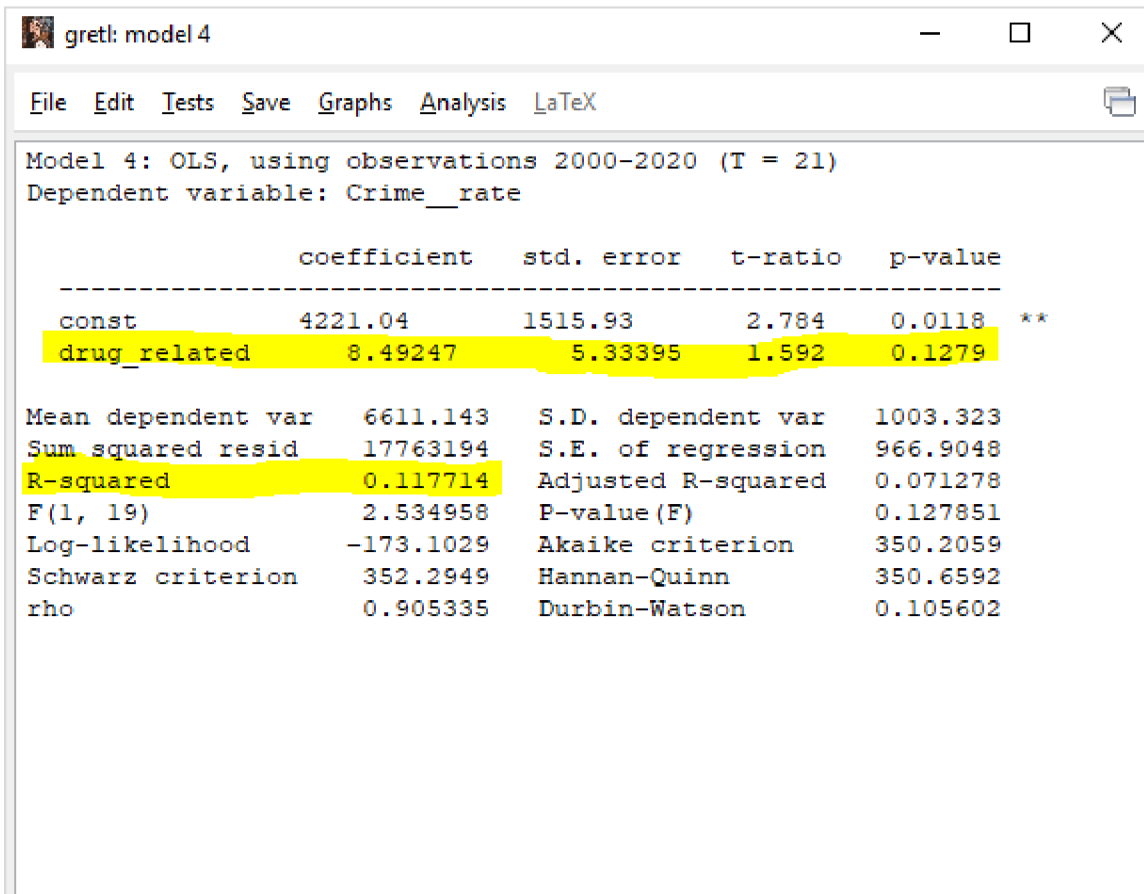 gretl: model 4
File Edit Tests Save Graphs Analysis LaTeX
Model 4: OLS, using observations 2000-2020 (T = 21)
Dependent variable: Crime__rate
coefficient std. error t-ratio p-value
------------------------------------------------------------
const 4221.04 1515.93 2.784 0.0118 **
drug_related 8.49247 5.33395 1.592 0.1279
Mean dependent var 6611.143 S.D. dependent var 1003.323
Sum squared resid 17763194 S.E. of regression 966.9048
R-squared 0.117714 Adjusted R-squared 0.071278
F(1, 19) 2.534958 P-value(F) 0.127851
Log-likelihood -173.1029 Akaike criterion 350.2059
Schwarz criterion 352.2949 Hannan-Quinn 350.6592
rho 0.905335 Durbin-Watson 0.105602